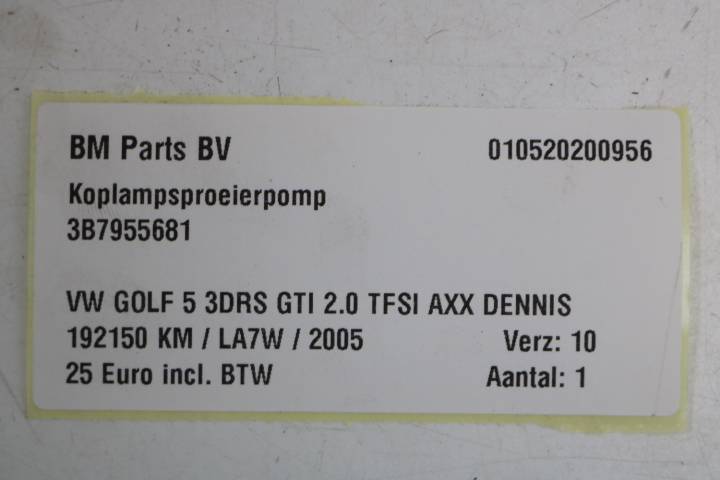 BM Parts BV 010520200956
Koplampsproeierpomp
3B7955681
VW GOLF 5 3DRS GTI 2.0 TFSI AXX DENNIS
192150 KM / LA7W / 2005 Verz: 10
25 Euro incl. BTW Aantal: 1